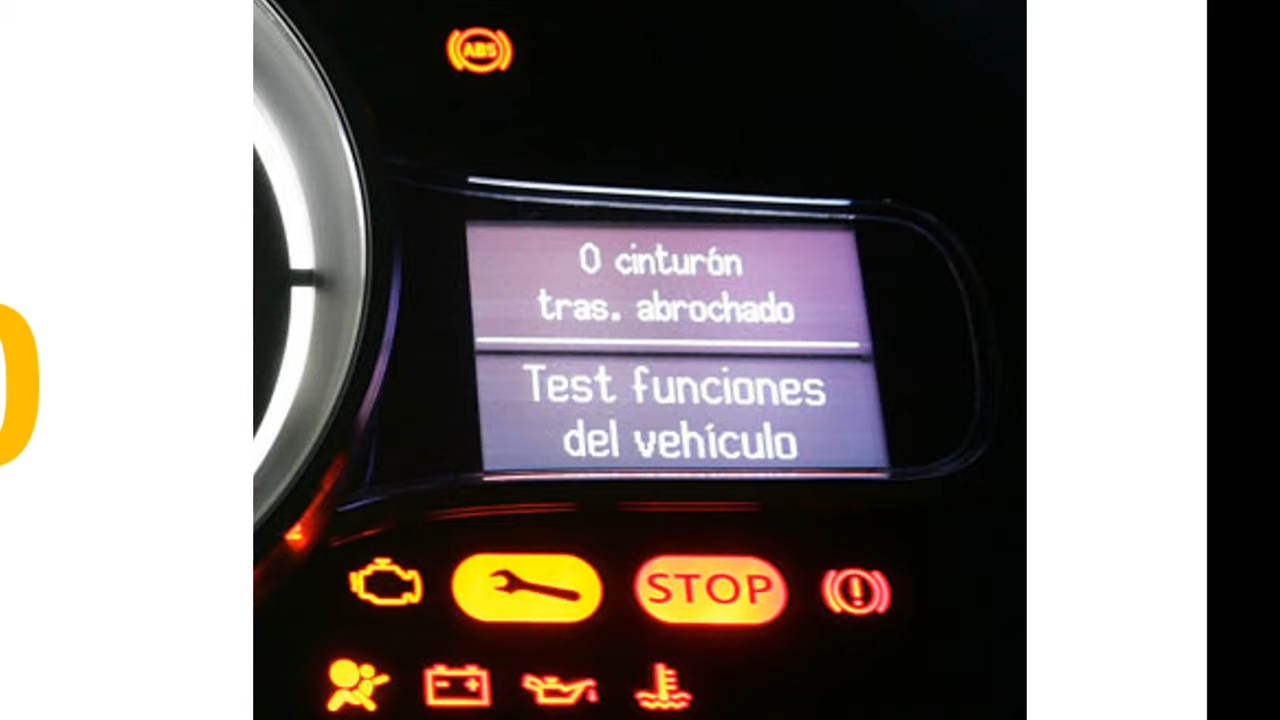 ABS
0 cinturón
tras. abrochado
Test funciones
del vehículo
STOP